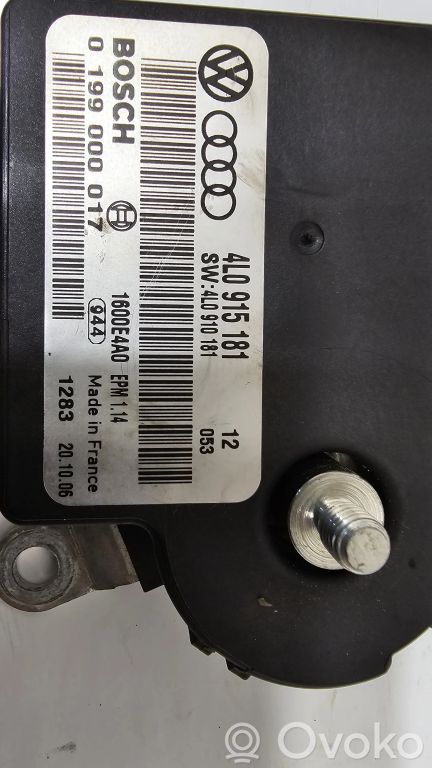 4L0 915 181 12
SW:4L0 910 181 053
BOSCH
0 199 000 017
1600E4A0 EPM 1.14
944 Made in France
1283 20.10.06
Ovoko